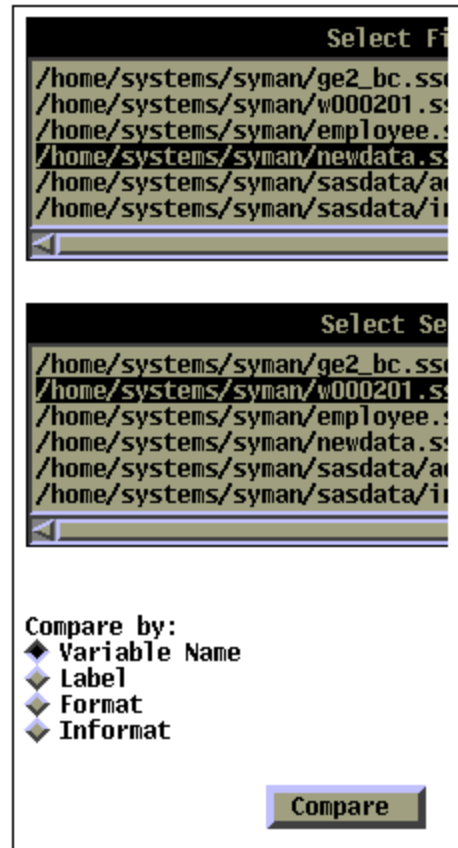 Select Fi
/home/systems/syman/ge2_bc.ss
/home/systems/syman/w000201.s
/home/systems/syman/employee.
/home/systems/syman/newdata.s
/home/systems/syman/sasdata/a
/home/systems/syman/sasdata/i
Select Se
/home/systems/syman/ge2_bc.ss
/home/systems/syman/w000201.s
/home/systems/syman/employee.
/home/systems/syman/newdata.s
/home/systems/syman/sasdata/a
/home/systems/syman/sasdata/i
Compare by:
Variable Name
Label
Format
Informat
Compare